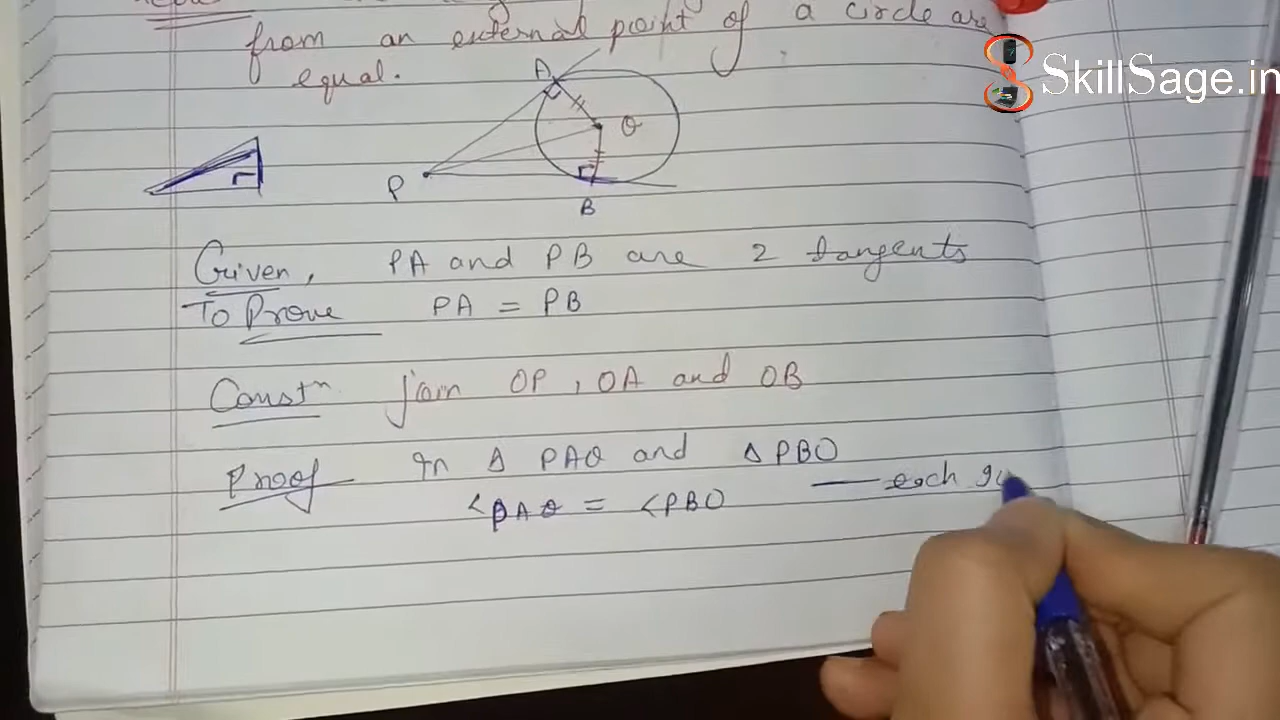 from an external point of a circle are
equal.
SkillSage.in
A
O
P
B
Given, PA and PB are 2 tangents
To Prove PA = PB
Constⁿ join OP, OA and OB
Proof In Δ PAO and Δ PBO
<PAO = <PBO — each 90